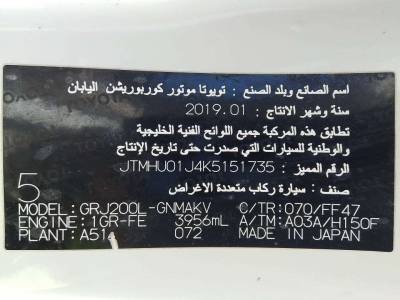 اسم الصانع وبلد الصنع : تويوتا موتور كوربوريشن اليابان
سنة وشهر الانتاج : 2019.01
تطابق هذه المركبة جميع اللوائح الفنية الخليجية
والوطنية للسيارات التي صدرت حتى تاريخ الإنتاج
الرقم المميز : JTMHU01J4K5151735
صنف : سيارة ركاب متعددة الاغراض
5
MODEL: GRJ200L-GNMAKV C/TR: 070/FF47
ENGINE: 1GR-FE 3956mL A/TM: A03A/H150F
PLANT: A51 072 MADE IN JAPAN